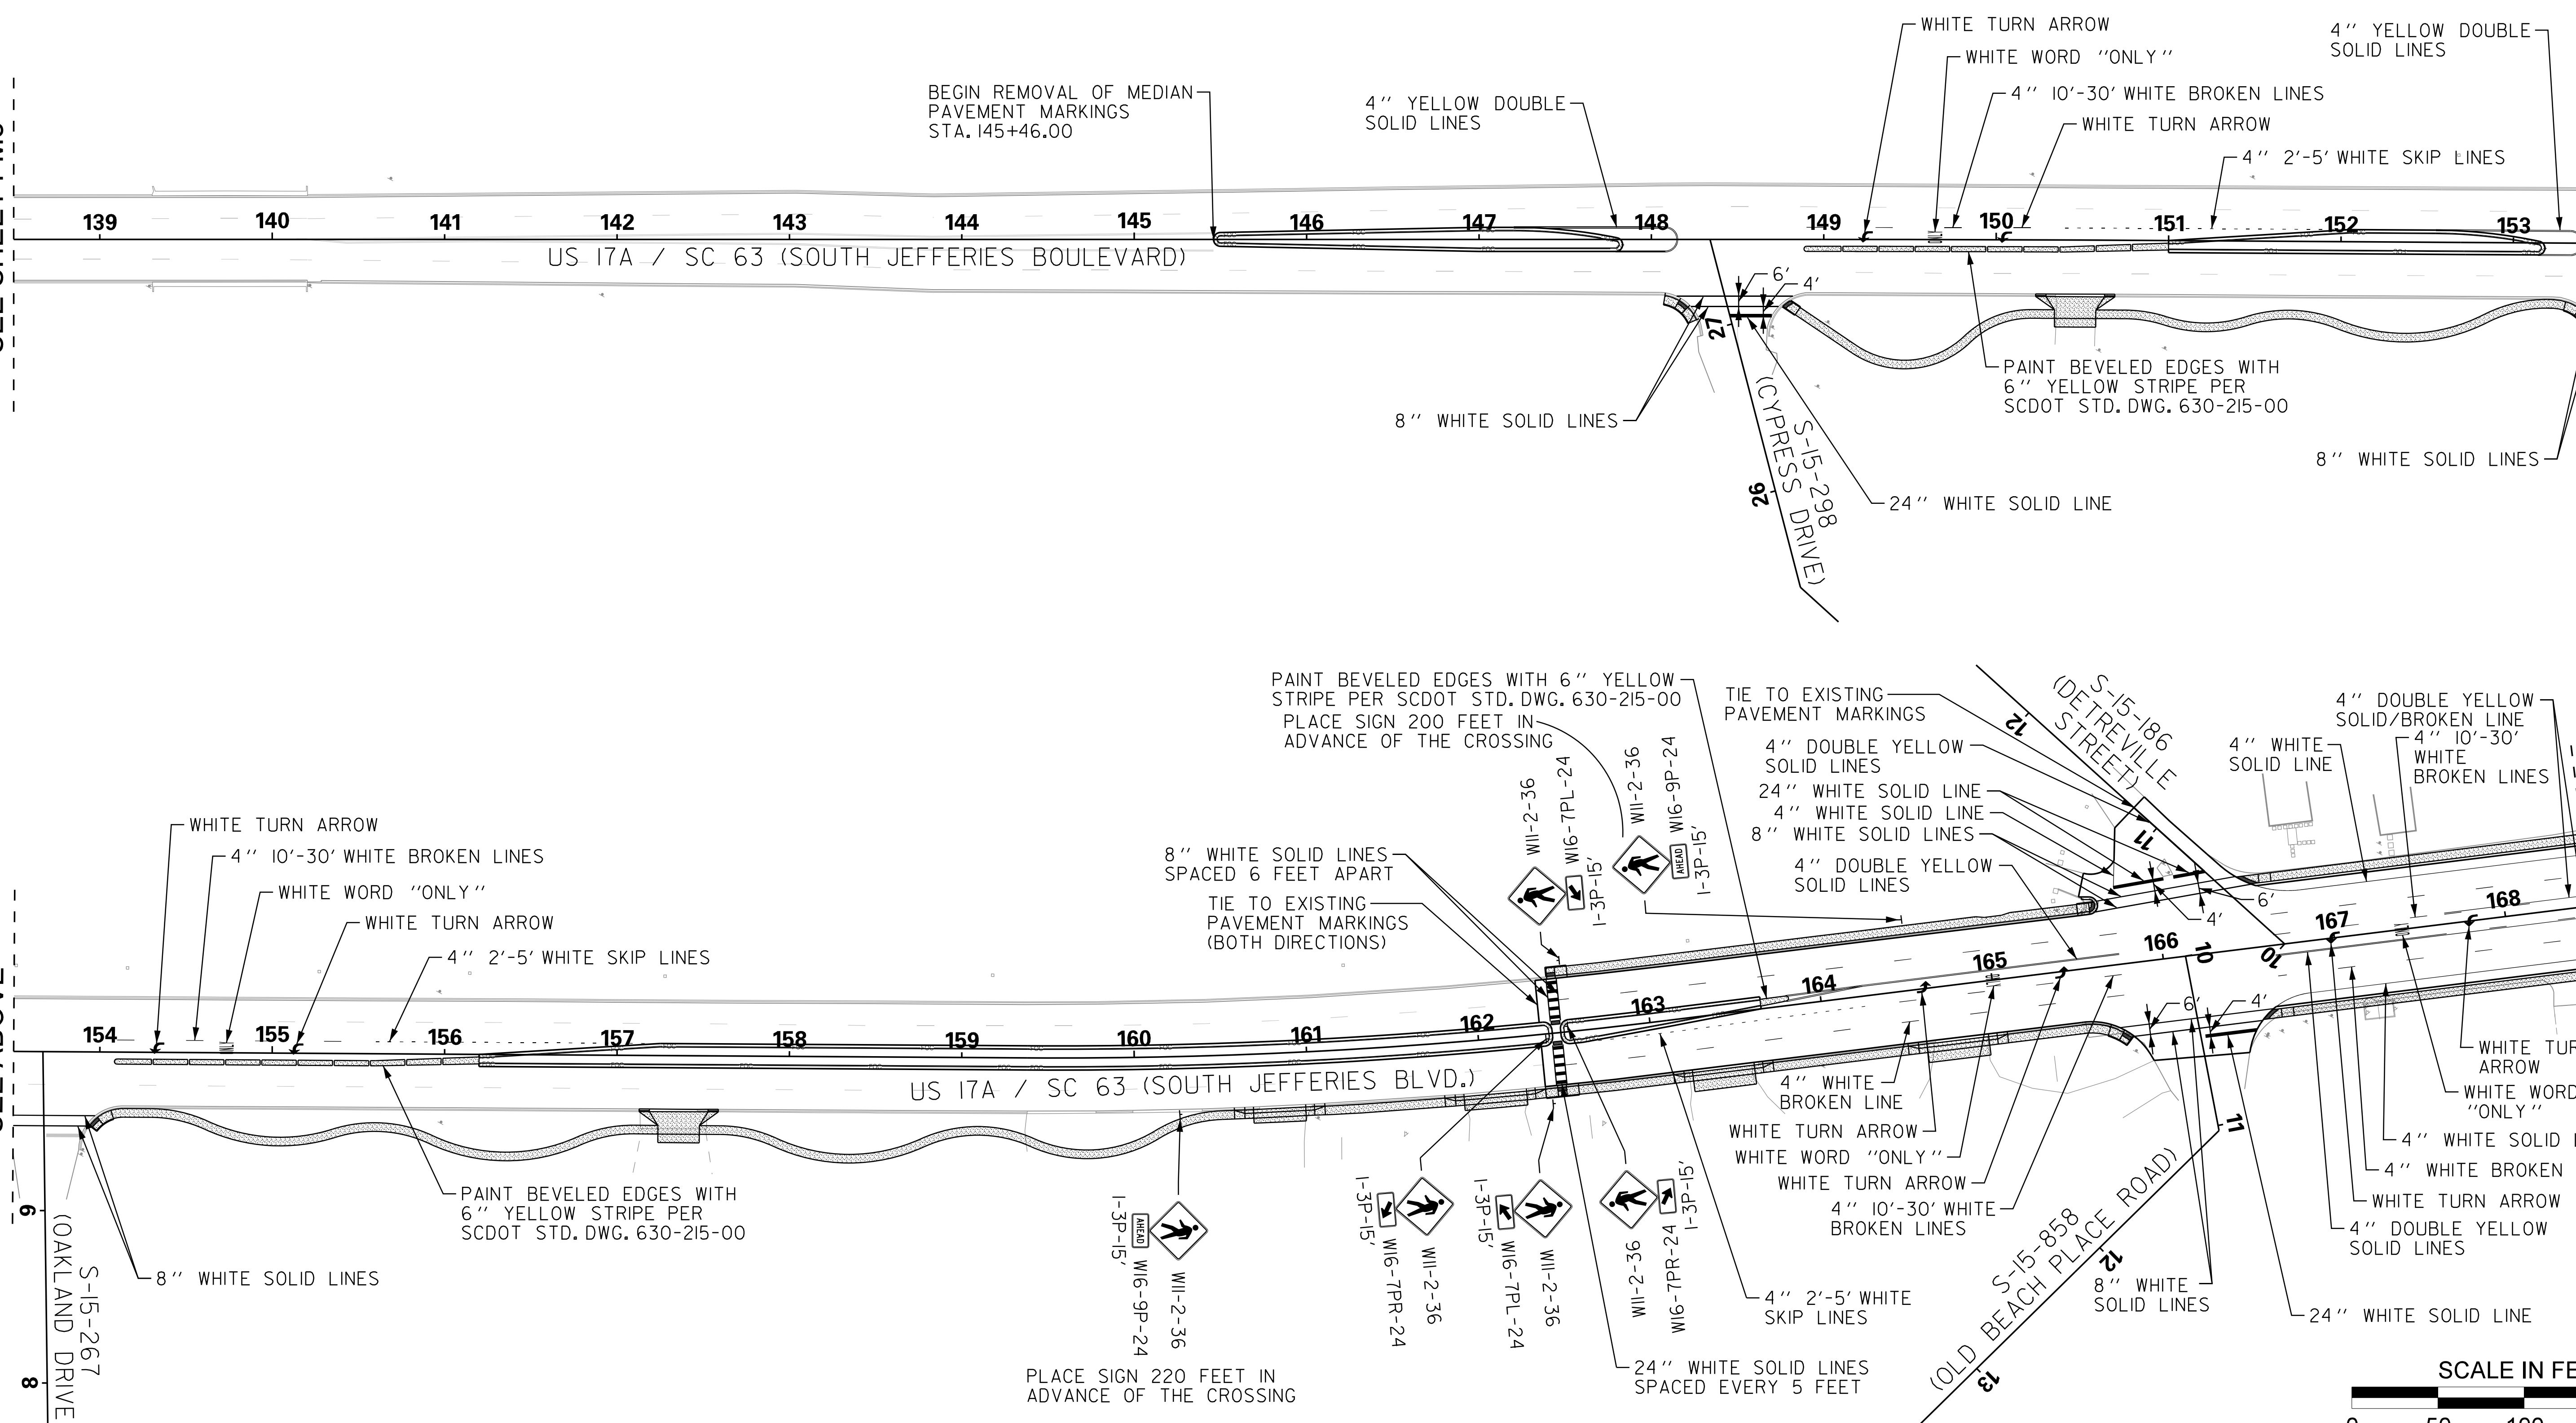 WHITE TURN ARROW
WHITE WORD "ONLY"
4" YELLOW DOUBLE
SOLID LINES
BEGIN REMOVAL OF MEDIAN
PAVEMENT MARKINGS
STA. 145+46.00
4" YELLOW DOUBLE
SOLID LINES
4" 10'-30' WHITE BROKEN LINES
WHITE TURN ARROW
4" 2'-5' WHITE SKIP LINES
139 140 141 142 143 144 145 146 147 148 149 150 151 152 153
US 17A / SC 63 (SOUTH JEFFERIES BOULEVARD)
6'
4'
27
PAINT BEVELED EDGES WITH
6" YELLOW STRIPE PER
SCDOT STD. DWG. 630-215-00
8" WHITE SOLID LINES
8" WHITE SOLID LINES
S-15-298
(CYPRESS DRIVE)
26
24" WHITE SOLID LINE
PAINT BEVELED EDGES WITH 6" YELLOW
STRIPE PER SCDOT STD. DWG. 630-215-00
PLACE SIGN 200 FEET IN
ADVANCE OF THE CROSSING
TIE TO EXISTING
PAVEMENT MARKINGS
4" DOUBLE YELLOW
SOLID LINES
24" WHITE SOLID LINE
4" WHITE SOLID LINE
8" WHITE SOLID LINES
4" DOUBLE YELLOW
SOLID LINES
S-15-186
(DETREVILLE
STREET)
12
11
10
4" WHITE
SOLID LINE
4" DOUBLE YELLOW
SOLID/BROKEN LINE
4" 10'-30'
WHITE
BROKEN LINES
W11-2-36
W16-7PL-24
1-3P-15'
W11-2-36
W16-9P-24
AHEAD
1-3P-15'
WHITE TURN ARROW
4" 10'-30' WHITE BROKEN LINES
WHITE WORD "ONLY"
WHITE TURN ARROW
4" 2'-5' WHITE SKIP LINES
8" WHITE SOLID LINES
SPACED 6 FEET APART
TIE TO EXISTING
PAVEMENT MARKINGS
(BOTH DIRECTIONS)
6'
4'
154 155 156 157 158 159 160 161 162 163 164 165 166 167 168
US 17A / SC 63 (SOUTH JEFFERIES BLVD.)
10
6'
4'
11
PAINT BEVELED EDGES WITH
6" YELLOW STRIPE PER
SCDOT STD. DWG. 630-215-00
8" WHITE SOLID LINES
9
8
S-15-267
(OAKLAND DRIVE
1-3P-15'
AHEAD
W16-9P-24
W11-2-36
PLACE SIGN 220 FEET IN
ADVANCE OF THE CROSSING
1-3P-15'
W16-7PR-24
W11-2-36
1-3P-15'
W16-7PL-24
W11-2-36
W11-2-36
W16-7PR-24
1-3P-15'
24" WHITE SOLID LINES
SPACED EVERY 5 FEET
4" 2'-5' WHITE
SKIP LINES
4" WHITE
BROKEN LINE
WHITE TURN ARROW
WHITE WORD "ONLY"
WHITE TURN ARROW
4" 10'-30' WHITE
BROKEN LINES
S-15-858
(OLD BEACH PLACE ROAD)
12
13
8" WHITE
SOLID LINES
24" WHITE SOLID LINE
WHITE TUR
ARROW
WHITE WORD
"ONLY"
4" WHITE SOLID
4" WHITE BROKEN
WHITE TURN ARROW
4" DOUBLE YELLOW
SOLID LINES
SCALE IN FE